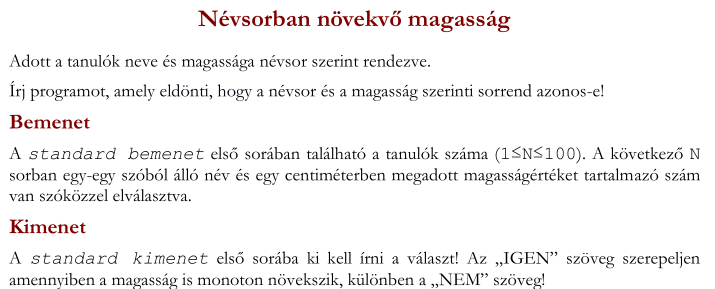 Névsorban növekvő magasság
Adott a tanulók neve és magassága névsor szerint rendezve.
Írj programot, amely eldönti, hogy a névsor és a magasság szerinti sorrend azonos-e!
Bemenet
A standard bemenet első sorában található a tanulók száma (1≤N≤100). A következő N
sorban egy-egy szóból álló név és egy centiméterben megadott magasságértéket tartalmazó szám
van szóközzel elválasztva.
Kimenet
A standard kimenet első sorába ki kell írni a választ! Az „IGEN” szöveg szerepeljen
amennyiben a magasság is monoton növekszik, különben a „NEM” szöveg!